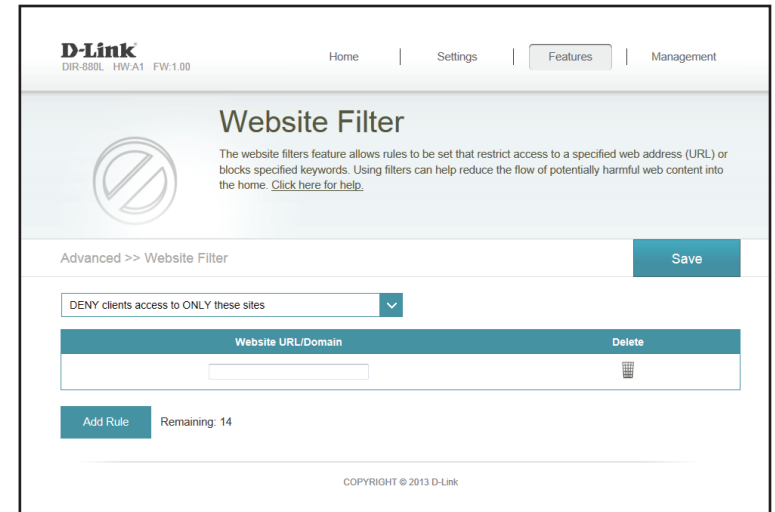 D-Link
DIR-880L HW:A1 FW:1.00
Home Settings Features Management
Website Filter
The website filters feature allows rules to be set that restrict access to a specified web address (URL) or
blocks specified keywords. Using filters can help reduce the flow of potentially harmful web content into
the home. Click here for help.
Advanced >> Website Filter
Save
DENY clients access to ONLY these sites
Website URL/Domain Delete
Add Rule Remaining: 14
COPYRIGHT © 2013 D-Link